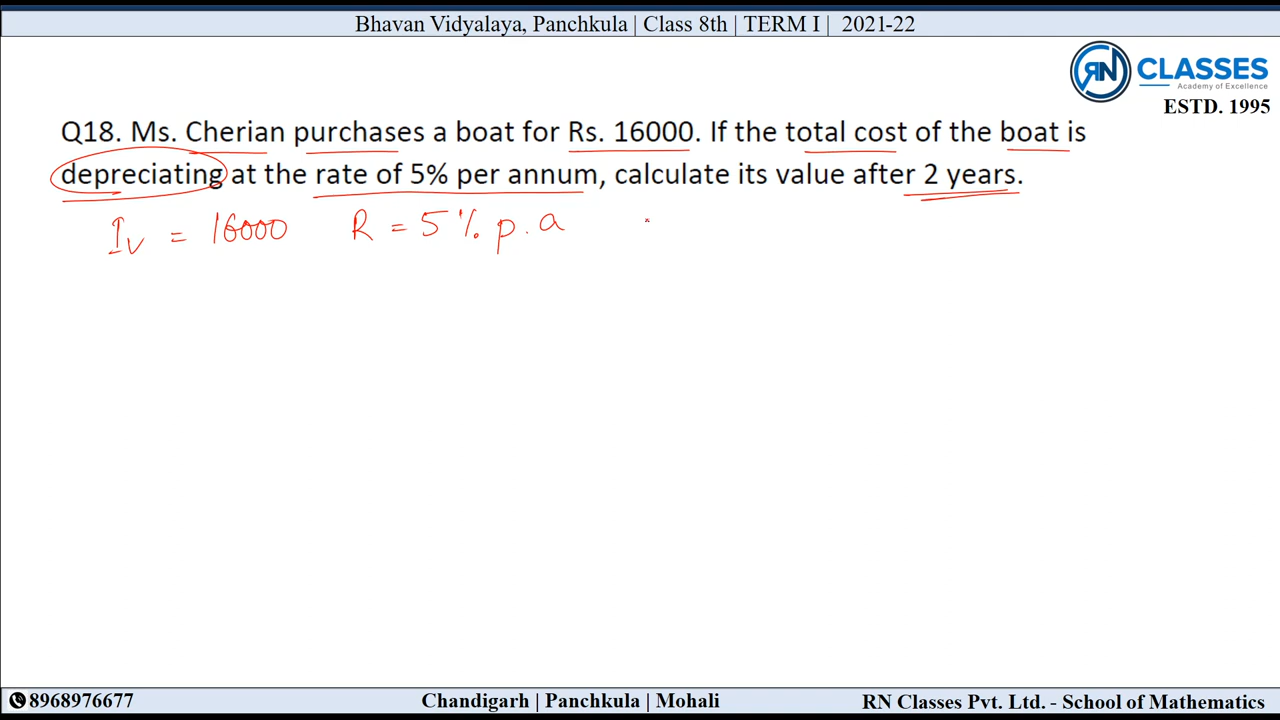 Bhavan Vidyalaya, Panchkula | Class 8th | TERM I | 2021-22
RN CLASSES
Academy of Excellence
ESTD. 1995
Q18. Ms. Cherian purchases a boat for Rs. 16000. If the total cost of the boat is
depreciating at the rate of 5% per annum, calculate its value after 2 years.
Iv = 16000 R = 5 % p.a
8968976677 Chandigarh | Panchkula | Mohali RN Classes Pvt. Ltd. - School of Mathematics